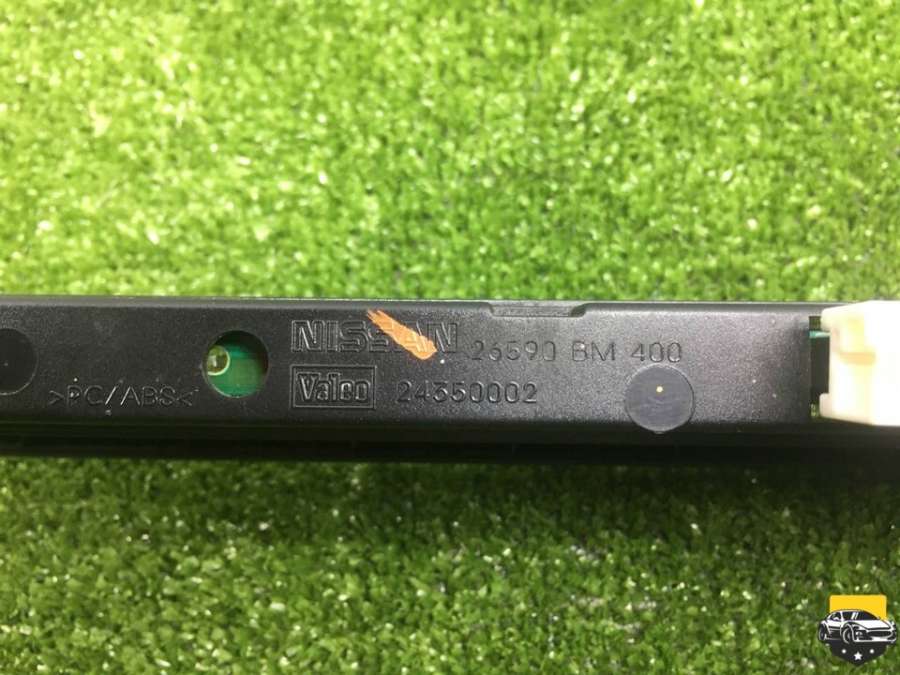 NISSAN 26590 BM 400
>PC/ABS< Valeo 24350002